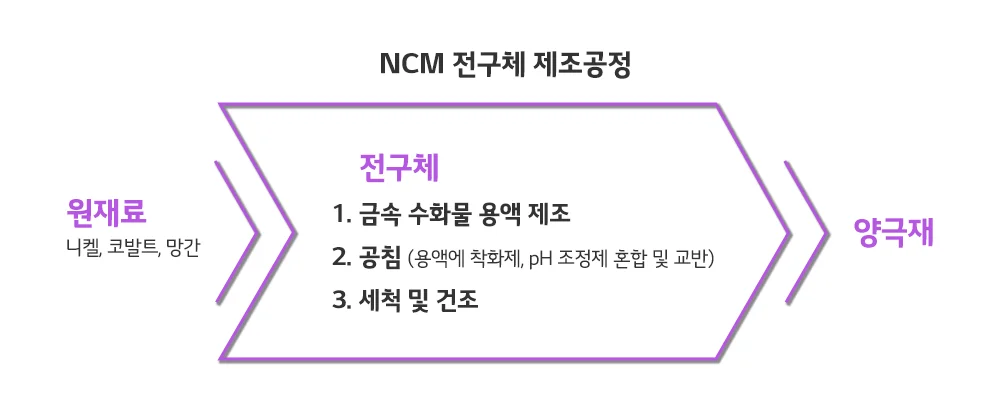 NCM 전구체 제조공정
원재료
니켈, 코발트, 망간
전구체
1. 금속 수화물 용액 제조
2. 공침 (용액에 착화제, pH 조정제 혼합 및 교반)
3. 세척 및 건조
양극재